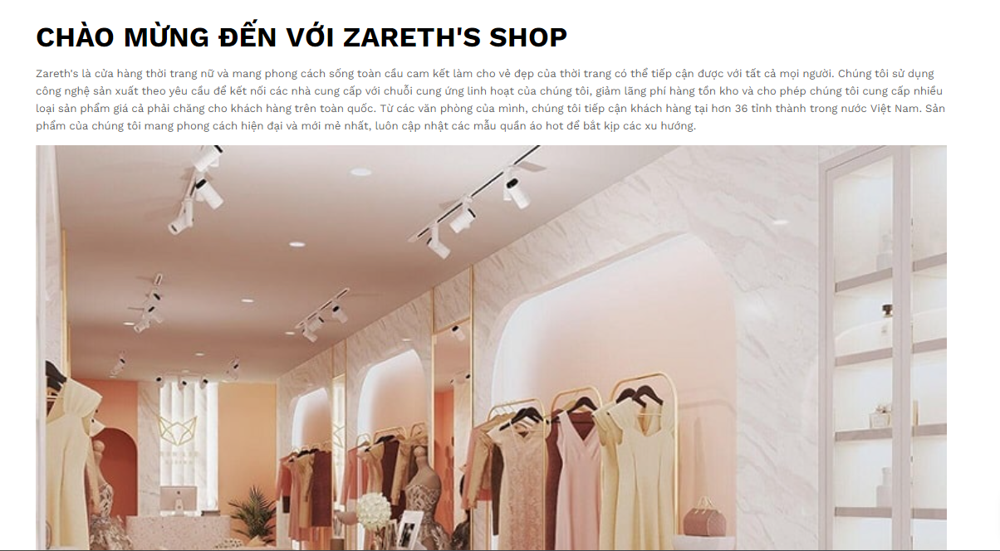 CHÀO MỪNG ĐẾN VỚI ZARETH'S SHOP
Zareth's là cửa hàng thời trang nữ và mang phong cách sống toàn cầu cam kết làm cho vẻ đẹp của thời trang có thể tiếp cận được với tất cả mọi người. Chúng tôi sử dụng
công nghệ sản xuất theo yêu cầu để kết nối các nhà cung cấp với chuỗi cung ứng linh hoạt của chúng tôi, giảm lãng phí hàng tồn kho và cho phép chúng tôi cung cấp nhiều
loại sản phẩm giá cả phải chăng cho khách hàng trên toàn quốc. Từ các văn phòng của mình, chúng tôi tiếp cận khách hàng tại hơn 36 tỉnh thành trong nước Việt Nam. Sản
phẩm của chúng tôi mang phong cách hiện đại và mới mẻ nhất, luôn cập nhật các mẫu quần áo hot để bắt kịp các xu hướng.